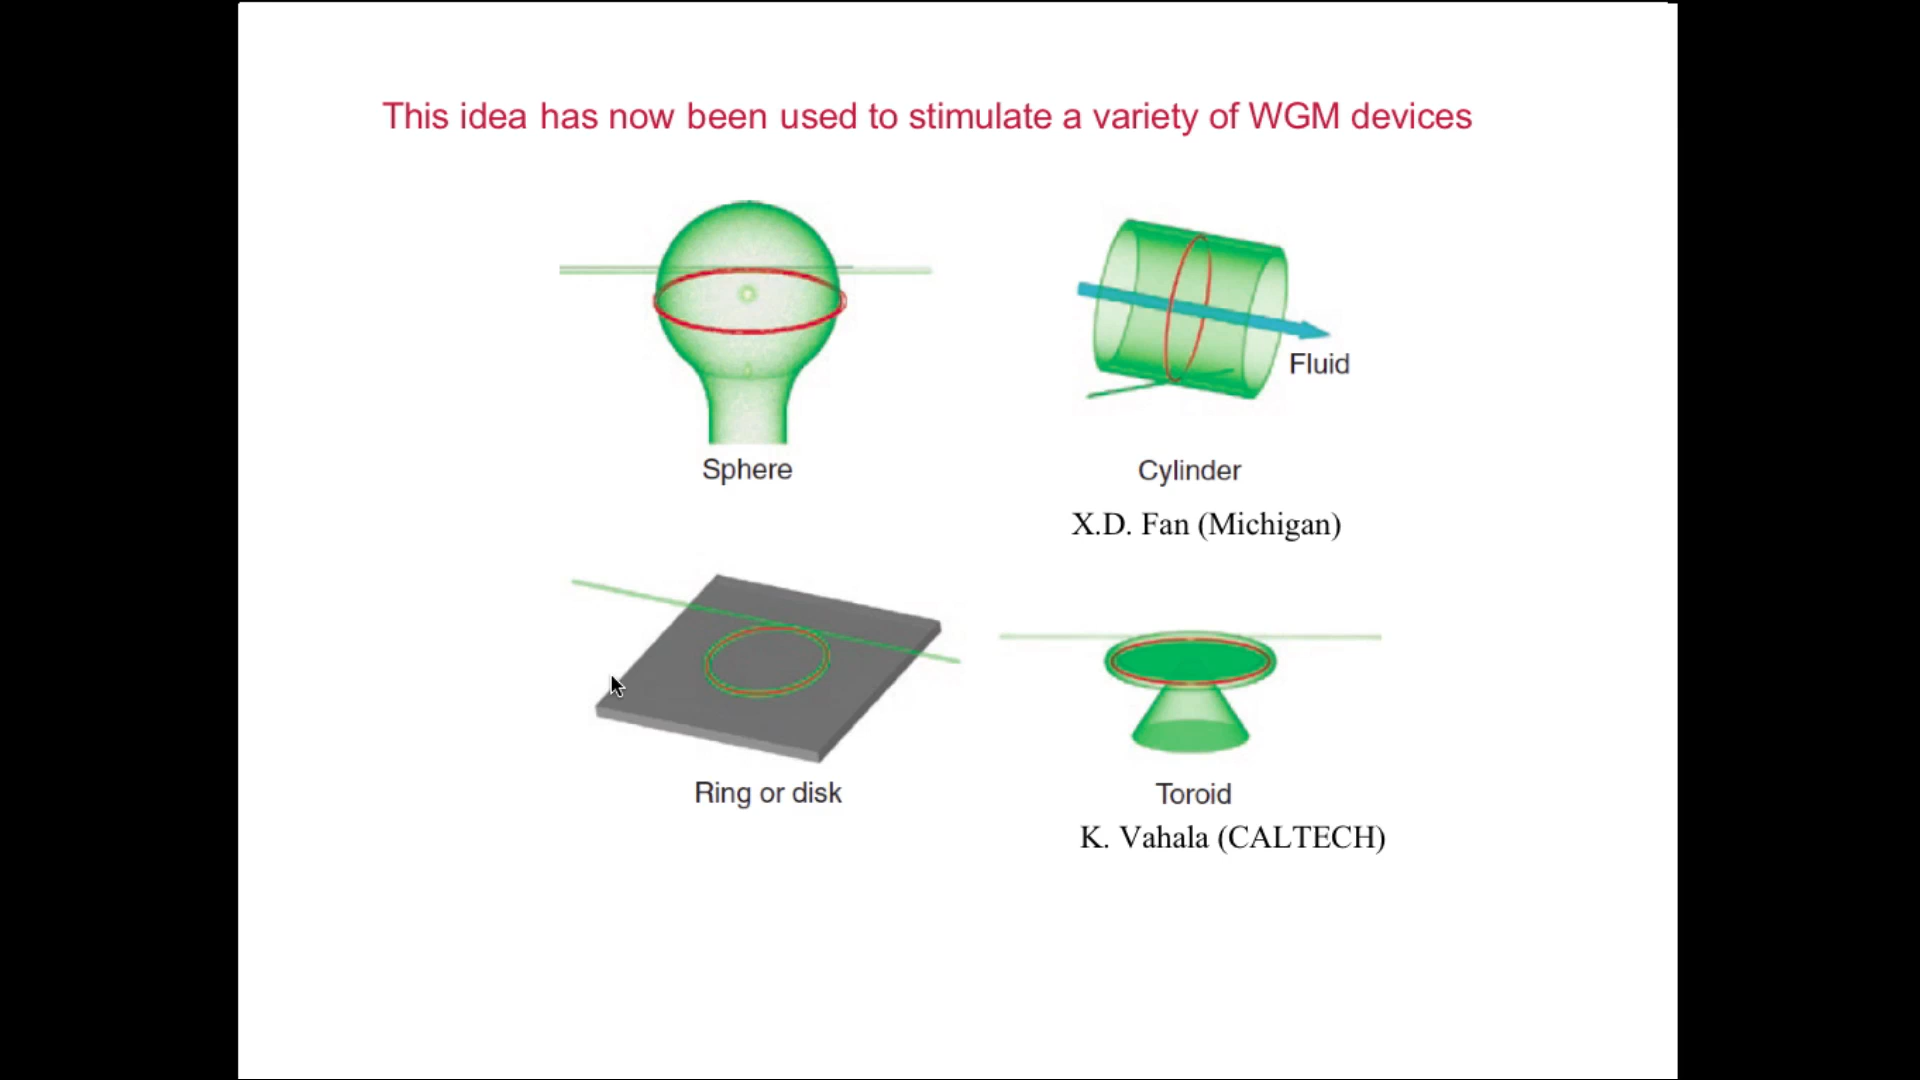 This idea has now been used to stimulate a variety of WGM devices
Fluid
Sphere
Cylinder
X.D. Fan (Michigan)
Ring or disk
Toroid
K. Vahala (CALTECH)